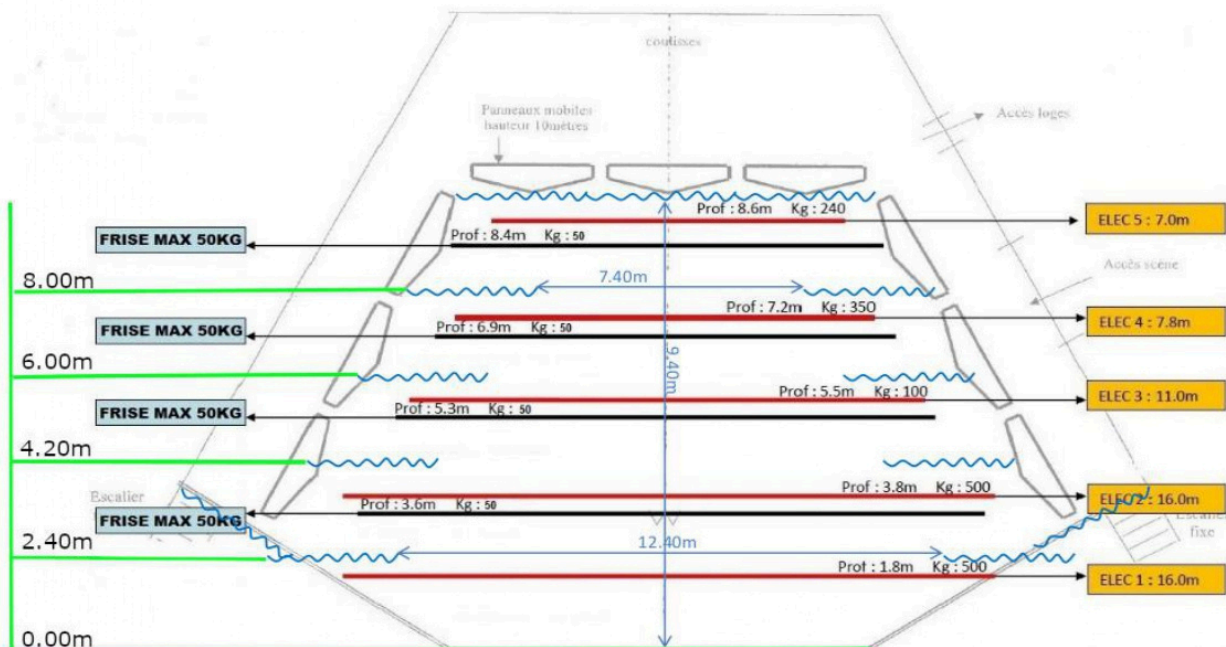 coulisses
Panneaux mobiles
hauteur 10mètres
Accès loges
Prof : 8.6m Kg : 240
ELEC 5 : 7.0m
FRISE MAX 50KG
Prof : 8.4m Kg : 50
Accès scène
8.00m
7.40m
Prof : 7.2m Kg : 350
ELEC 4 : 7.8m
FRISE MAX 50KG
Prof : 6.9m Kg : 50
9.40m
6.00m
Prof : 5.5m Kg : 100
ELEC 3 : 11.0m
FRISE MAX 50KG
Prof : 5.3m Kg : 50
4.20m
Escalier
Prof : 3.8m Kg : 500
ELEC 2 : 16.0m
FRISE MAX 50KG
Prof : 3.6m Kg : 50
Escalier
fixe
2.40m
12.40m
Prof : 1.8m Kg : 500
ELEC 1 : 16.0m
0.00m